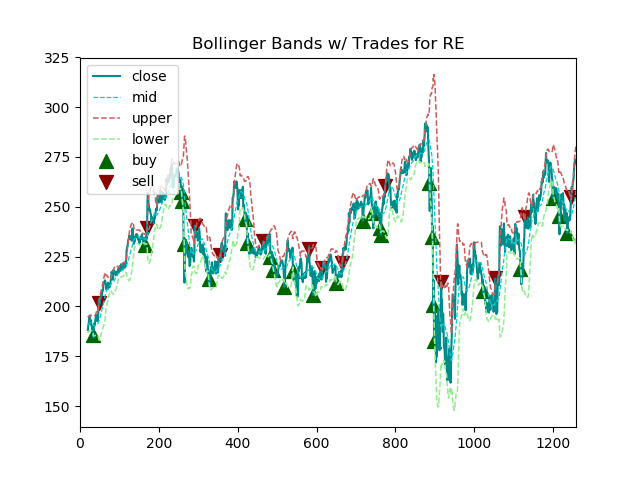 Bollinger Bands w/ Trades for RE
325
300
275
250
225
200
175
150
close
mid
upper
lower
buy
sell
0 200 400 600 800 1000 1200